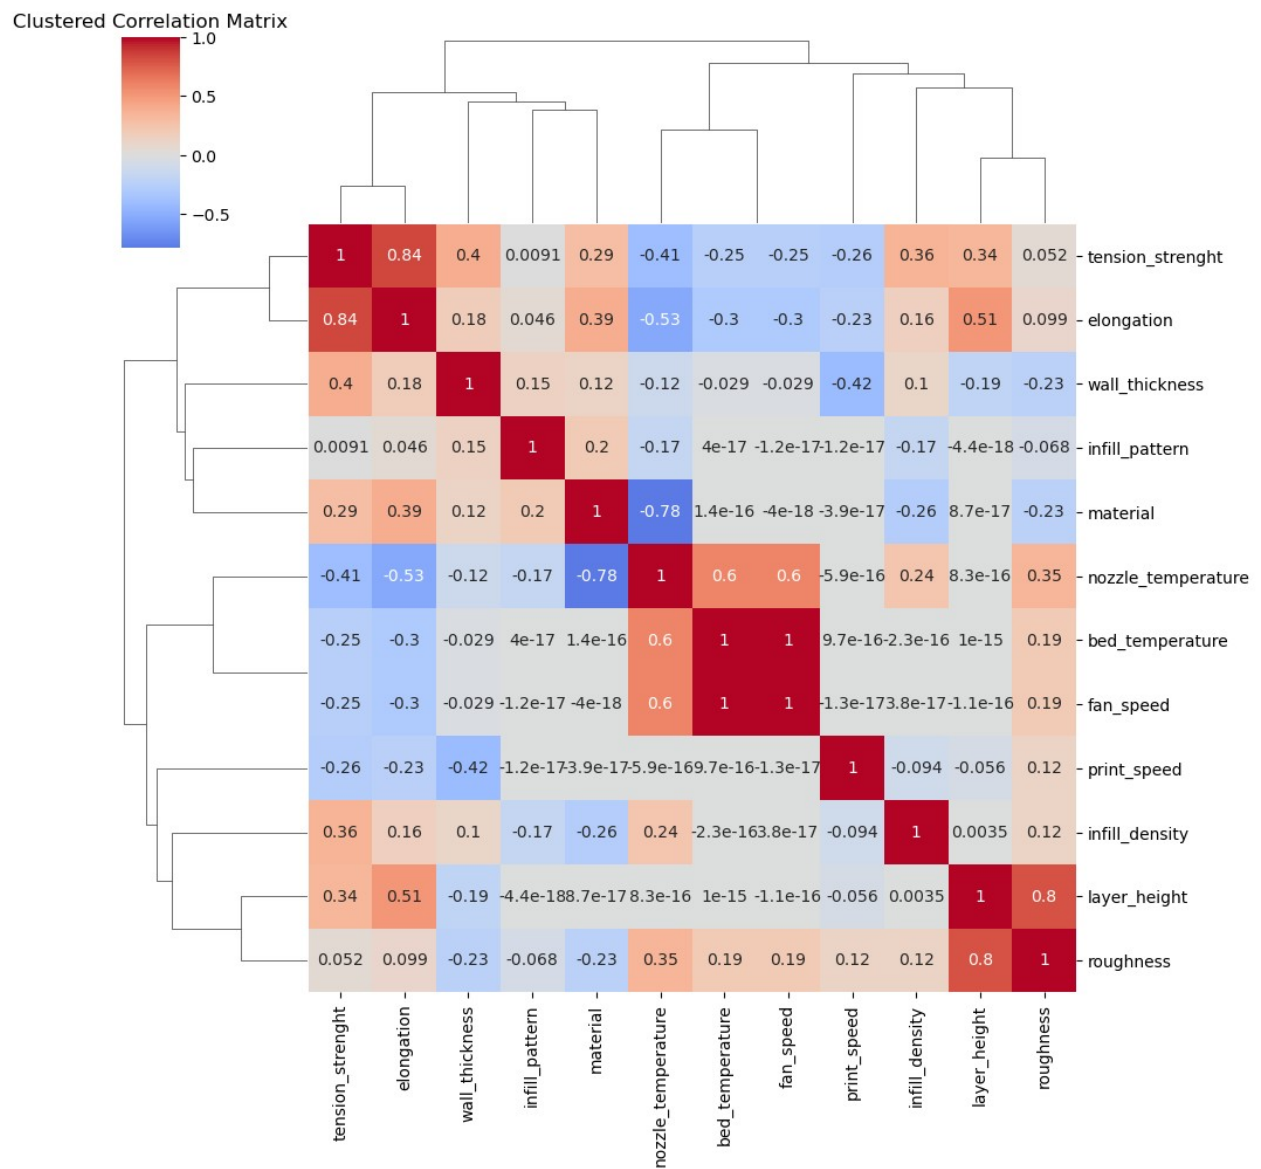 Clustered Correlation Matrix
1.0
0.5
0.0
−0.5
1 0.84 0.4 0.0091 0.29 -0.41 -0.25 -0.25 -0.26 0.36 0.34 0.052 tension_strenght
0.84 1 0.18 0.046 0.39 -0.53 -0.3 -0.3 -0.23 0.16 0.51 0.099 elongation
0.4 0.18 1 0.15 0.12 -0.12 -0.029 -0.029 -0.42 0.1 -0.19 -0.23 wall_thickness
0.0091 0.046 0.15 1 0.2 -0.17 4e-17 -1.2e-17 -1.2e-17 -0.17 -4.4e-18 -0.068 infill_pattern
0.29 0.39 0.12 0.2 1 -0.78 1.4e-16 -4e-18 -3.9e-17 -0.26 8.7e-17 -0.23 material
-0.41 -0.53 -0.12 -0.17 -0.78 1 0.6 0.6 -5.9e-16 0.24 8.3e-16 0.35 nozzle_temperature
-0.25 -0.3 -0.029 4e-17 1.4e-16 0.6 1 1 9.7e-16 -2.3e-16 1e-15 0.19 bed_temperature
-0.25 -0.3 -0.029 -1.2e-17 -4e-18 0.6 1 1 -1.3e-17 3.8e-17 -1.1e-16 0.19 fan_speed
-0.26 -0.23 -0.42 -1.2e-17 -3.9e-17 -5.9e-16 9.7e-16 -1.3e-17 1 -0.094 -0.056 0.12 print_speed
0.36 0.16 0.1 -0.17 -0.26 0.24 -2.3e-16 3.8e-17 -0.094 1 0.0035 0.12 infill_density
0.34 0.51 -0.19 -4.4e-18 8.7e-17 8.3e-16 1e-15 -1.1e-16 -0.056 0.0035 1 0.8 layer_height
0.052 0.099 -0.23 -0.068 -0.23 0.35 0.19 0.19 0.12 0.12 0.8 1 roughness
tension_strenght
elongation
wall_thickness
infill_pattern
material
nozzle_temperature
bed_temperature
fan_speed
print_speed
infill_density
layer_height
roughness